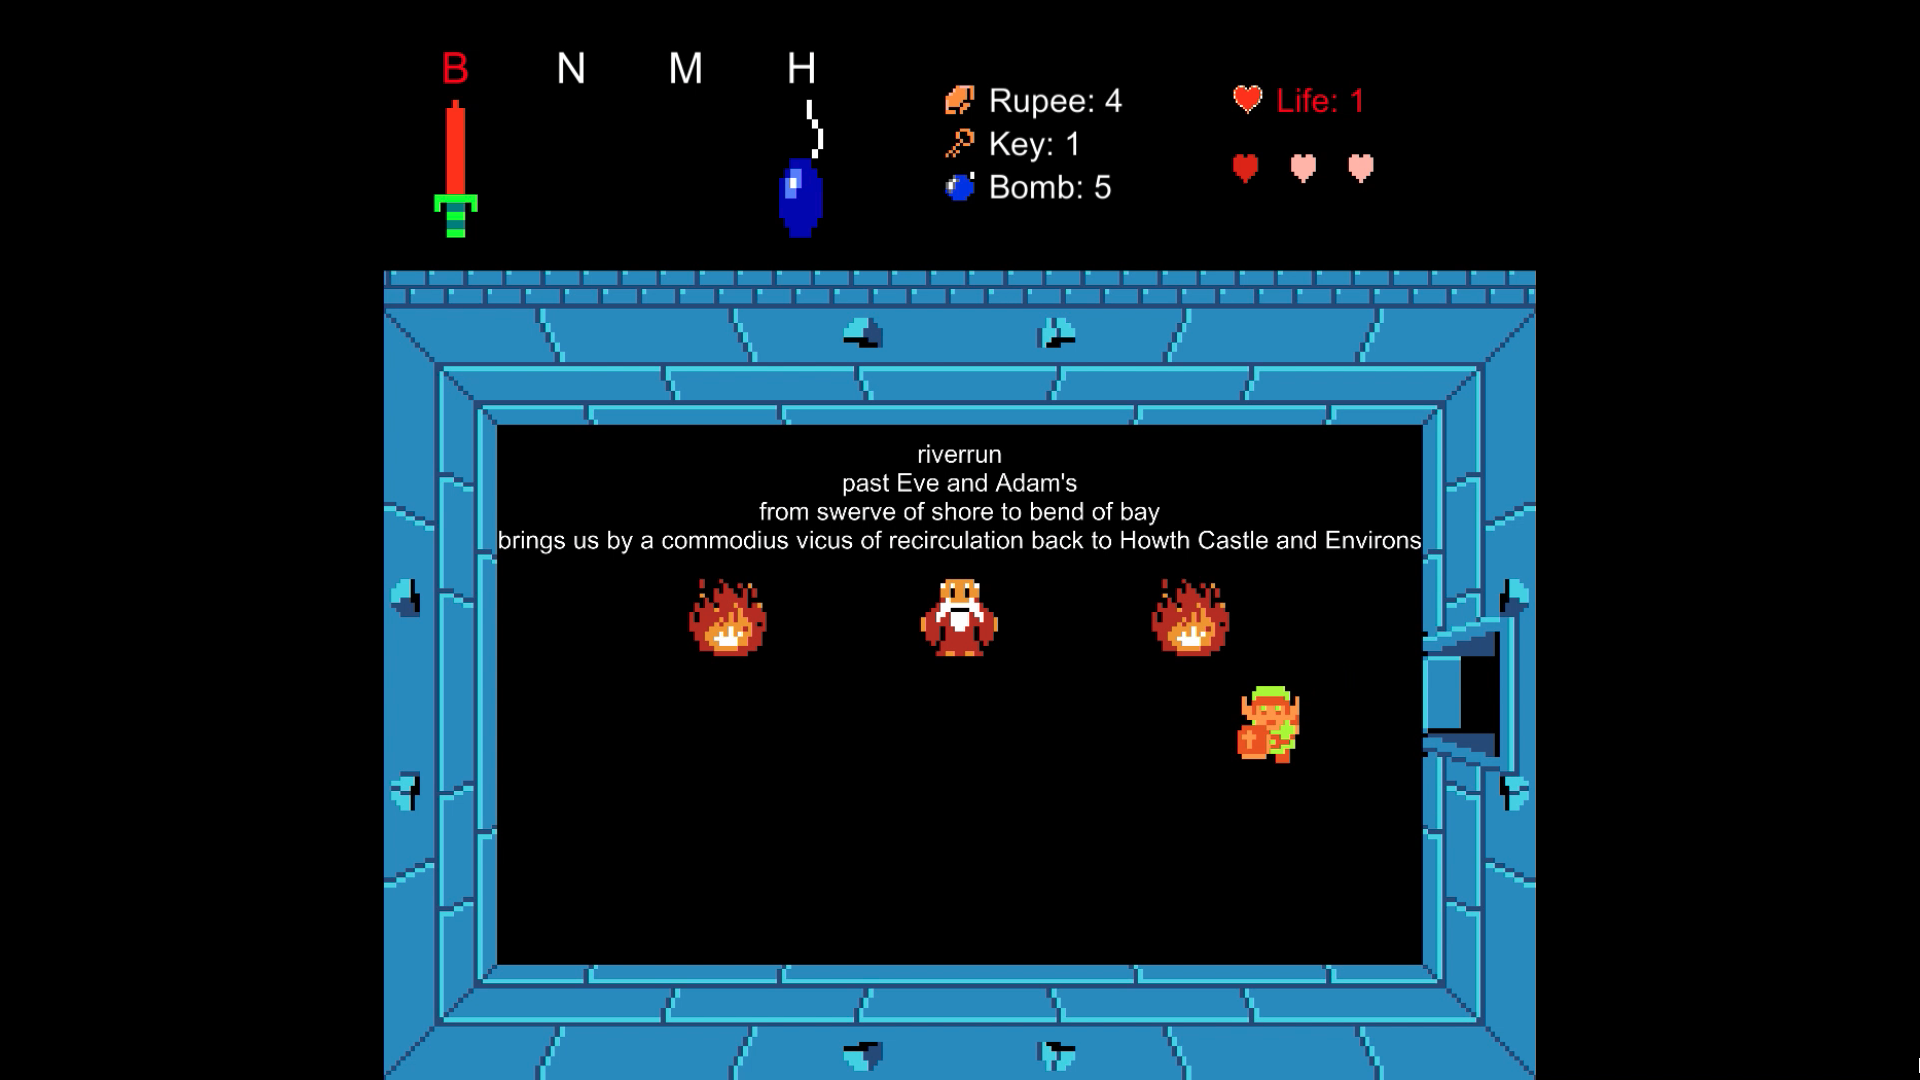 B N M H
Rupee: 4
Life: 1
Key: 1
Bomb: 5
riverrun
past Eve and Adam's
from swerve of shore to bend of bay
brings us by a commodius vicus of recirculation back to Howth Castle and Environs